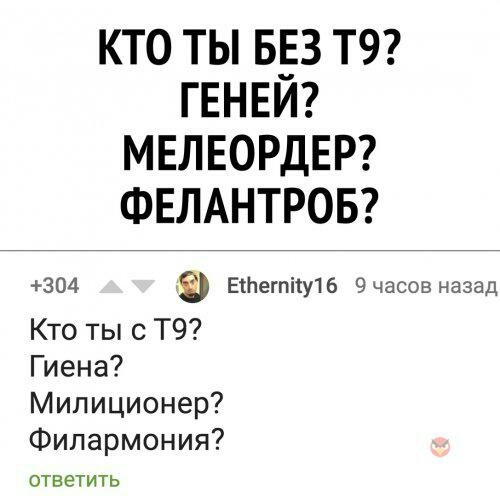 КТО ТЫ БЕЗ Т9?
ГЕНЕЙ?
МЕЛЕОРДЕР?
ФЕЛАНТРОБ?
+304 Ethernity16 9 часов назад
Кто ты с Т9?
Гиена?
Милиционер?
Филармония?
ответить